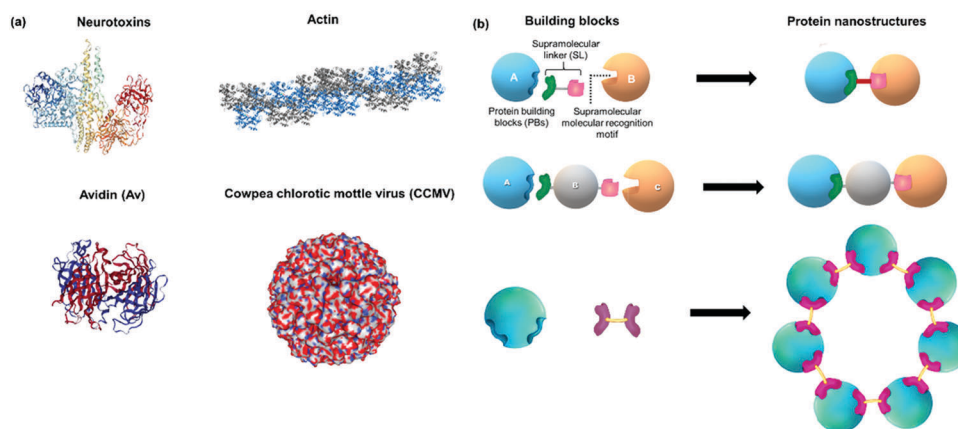 (a)
Neurotoxins
Actin
Avidin (Av)
Cowpea chlorotic mottle virus (CCMV)
(b)
Building blocks
Protein nanostructures
Supramolecular
linker (SL)
A
B
Protein building
blocks (PBs)
Supramolecular
molecular recognition
motif
A
B
c